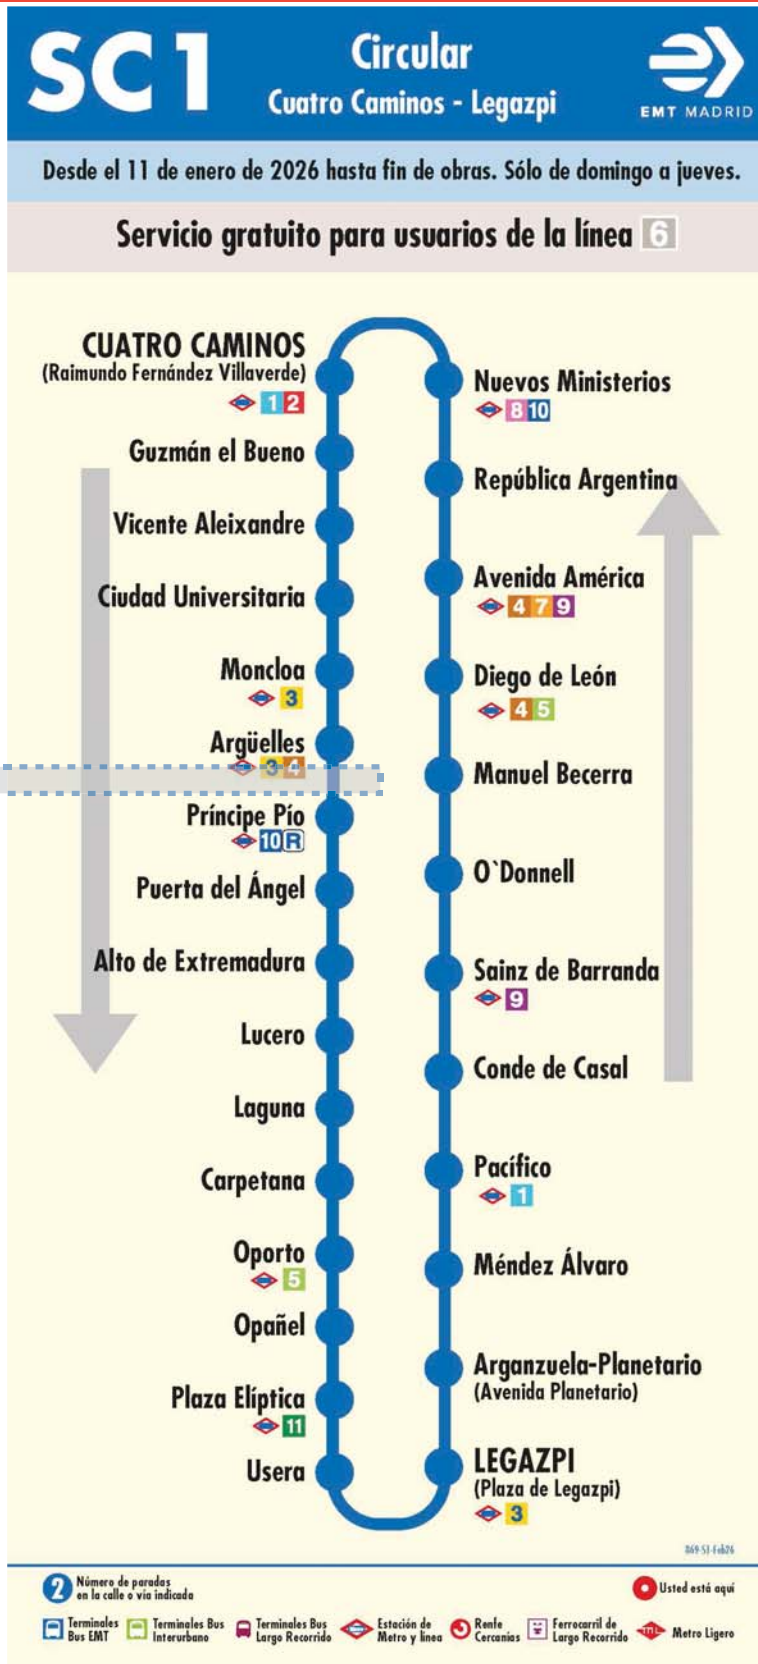 SC1
Circular
Cuatro Caminos - Legazpi
EMT MADRID
Desde el 11 de enero de 2026 hasta fin de obras. Sólo de domingo a jueves.
Servicio gratuito para usuarios de la línea 6
CUATRO CAMINOS
(Raimundo Fernández Villaverde)
1 2
Guzmán el Bueno
Vicente Aleixandre
Ciudad Universitaria
Moncloa
3
Argüelles
3 4
Príncipe Pío
10 R
Puerta del Ángel
Alto de Extremadura
Lucero
Laguna
Carpetana
Oporto
5
Opañel
Plaza Elíptica
11
Usera
Nuevos Ministerios
8 10
República Argentina
Avenida América
4 7 9
Diego de León
4 5
Manuel Becerra
O`Donnell
Sainz de Barranda
9
Conde de Casal
Pacífico
1
Méndez Álvaro
Arganzuela-Planetario
(Avenida Planetario)
LEGAZPI
(Plaza de Legazpi)
3
2 Número de paradas
en la calle o vía indicada
Usted está aquí
Terminales
Bus EMT
Terminales Bus
Interurbano
Terminales Bus
Largo Recorrido
Estación de
Metro y línea
Renfe
Cercanías
Ferrocarril de
Largo Recorrido
Metro Ligero